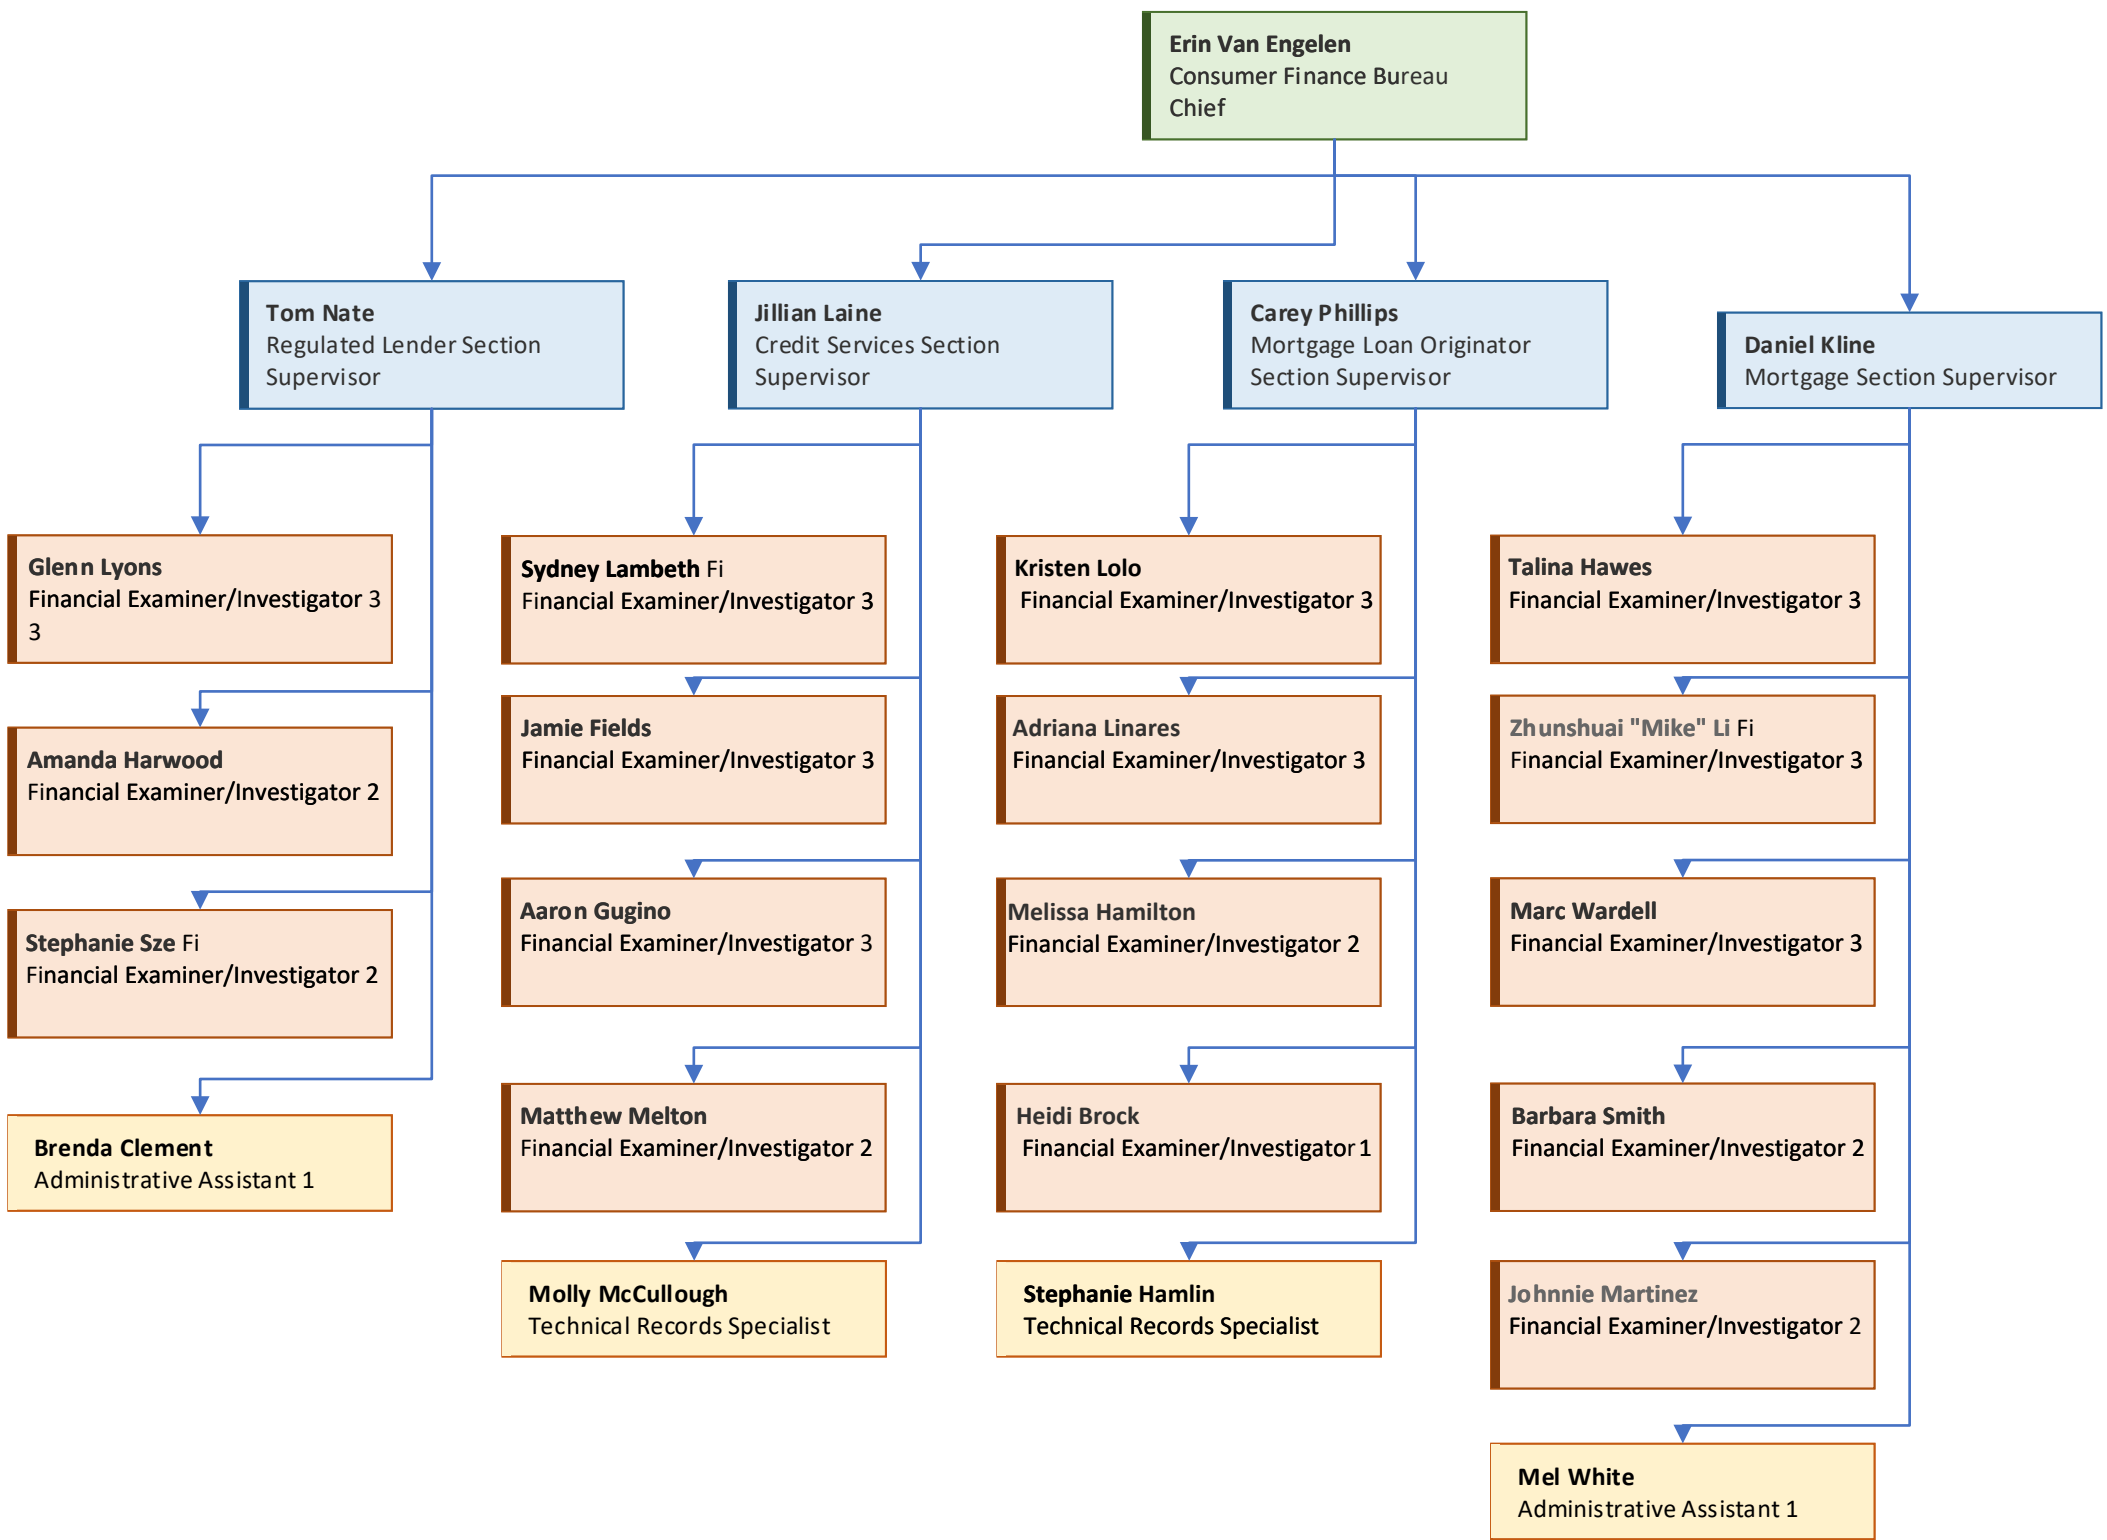 Erin Van Engelen
Consumer Finance Bureau
Chief
Tom Nate
Regulated Lender Section
Supervisor
Jillian Laine
Credit Services Section
Supervisor
Carey Phillips
Mortgage Loan Originator
Section Supervisor
Daniel Kline
Mortgage Section Supervisor
Glenn Lyons
Financial Examiner/Investigator 3
3
Amanda Harwood
Financial Examiner/Investigator 2
Stephanie Sze Fi
Financial Examiner/Investigator 2
Brenda Clement
Administrative Assistant 1
Sydney Lambeth Fi
Financial Examiner/Investigator 3
Jamie Fields
Financial Examiner/Investigator 3
Aaron Gugino
Financial Examiner/Investigator 3
Matthew Melton
Financial Examiner/Investigator 2
Molly McCullough
Technical Records Specialist
Kristen Lolo
Financial Examiner/Investigator 3
Adriana Linares
Financial Examiner/Investigator 3
Melissa Hamilton
Financial Examiner/Investigator 2
Heidi Brock
Financial Examiner/Investigator 1
Stephanie Hamlin
Technical Records Specialist
Talina Hawes
Financial Examiner/Investigator 3
Zhunshuai "Mike" Li Fi
Financial Examiner/Investigator 3
Marc Wardell
Financial Examiner/Investigator 3
Barbara Smith
Financial Examiner/Investigator 2
Johnnie Martinez
Financial Examiner/Investigator 2
Mel White
Administrative Assistant 1